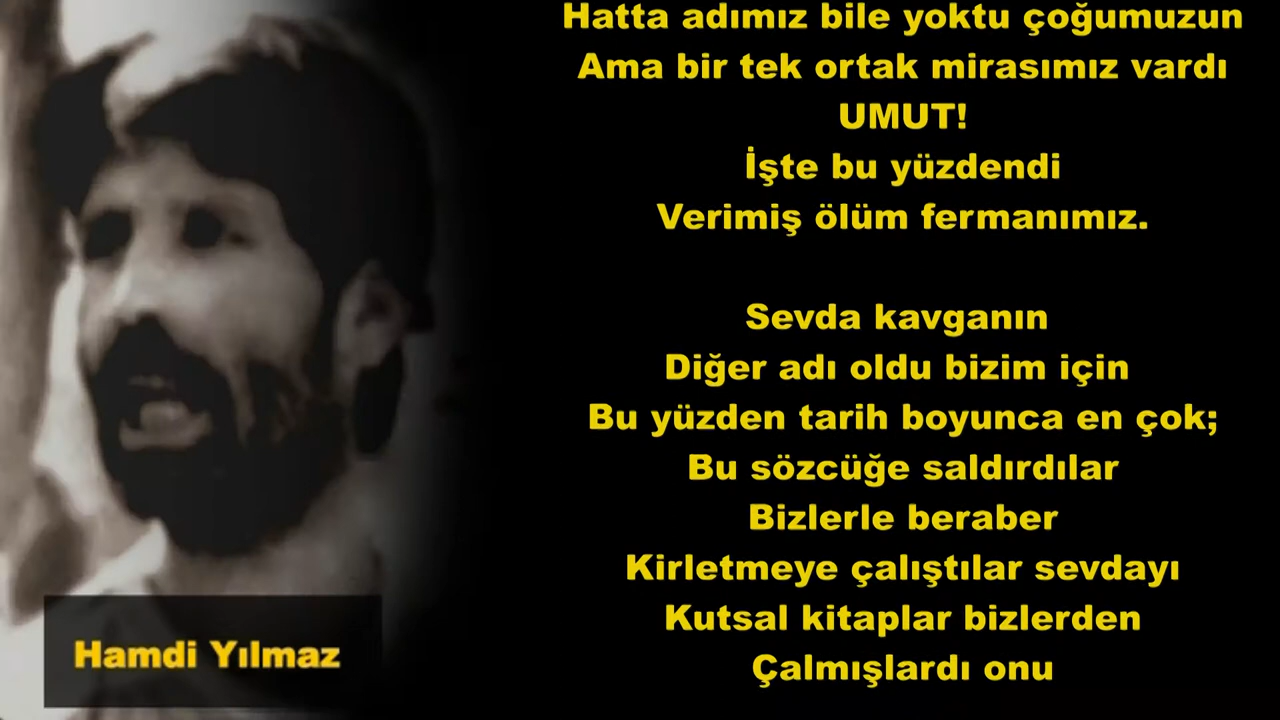 Hatta adımız bile yoktu çoğumuzun
Ama bir tek ortak mirasımız vardı
UMUT!
İşte bu yüzdendi
Verimiş ölüm fermanımız.
Sevda kavganın
Diğer adı oldu bizim için
Bu yüzden tarih boyunca en çok;
Bu sözcüğe saldırdılar
Bizlerle beraber
Kirletmeye çalıştılar sevdayı
Kutsal kitaplar bizlerden
Çalmışlardı onu
Hamdi Yılmaz